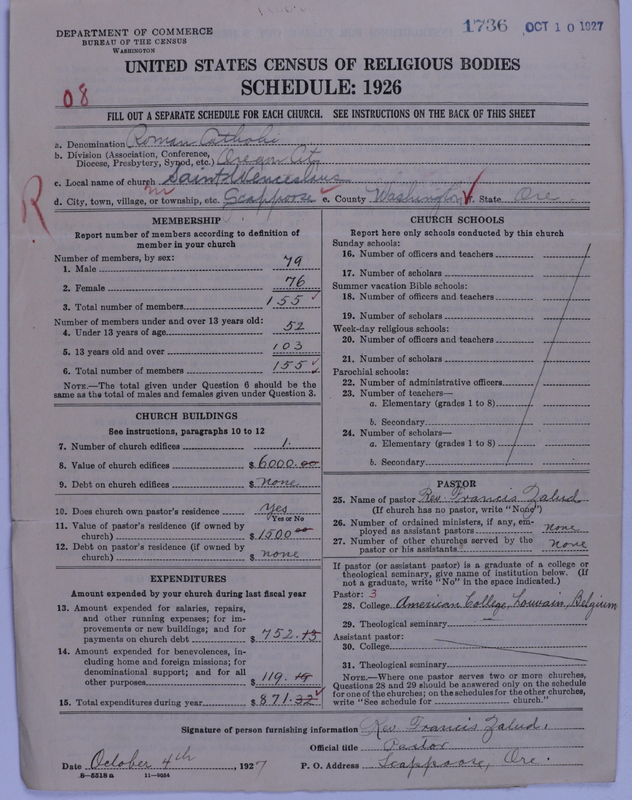 1736 OCT 10 1927
DEPARTMENT OF COMMERCE
BUREAU OF THE CENSUS
WASHINGTON
UNITED STATES CENSUS OF RELIGIOUS BODIES
SCHEDULE: 1926
08
FILL OUT A SEPARATE SCHEDULE FOR EACH CHURCH. SEE INSTRUCTIONS ON THE BACK OF THIS SHEET
R
a. Denomination Roman Catholic
b. Division (Association, Conference,
Diocese, Presbytery, Synod, etc.) Oregon City
c. Local name of church Saint Wenceslaus
d. City, town, village, or township, etc. Scappoose e. County Washington f. State Ore
MEMBERSHIP
Report number of members according to definition of
member in your church
Number of members, by sex:
1. Male 79
2. Female 76
3. Total number of members 155
Number of members under and over 13 years old:
4. Under 13 years of age 52
5. 13 years old and over 103
6. Total number of members 155
NOTE.—The total given under Question 6 should be
same as the total of males and females given under Question 3.
CHURCH BUILDINGS
See instructions, paragraphs 10 to 12
7. Number of church edifices 1.
8. Value of church edifices $ 6000.00
9. Debt on church edifices $ none
10. Does church own pastor's residence? yes
Yes or No
11. Value of pastor's residence (if owned by
church) $ 1500 00
12. Debt on pastor's residence (if owned by
church) $ none
EXPENDITURES
Amount expended by your church during last fiscal year
13. Amount expended for salaries, repairs,
and other running expenses; for im-
provements or new buildings; and for
payments on church debt $ 752.13
14. Amount expended for benevolences, in-
cluding home and foreign missions; for
denominational support; and for all
other purposes $ 119.19
15. Total expenditures during year $ 871.32
CHURCH SCHOOLS
Report here only schools conducted by this church
Sunday schools:
16. Number of officers and teachers
17. Number of scholars
Summer vacation Bible schools:
18. Number of officers and teachers
19. Number of scholars
Week-day religious schools:
20. Number of officers and teachers
21. Number of scholars
Parochial schools:
22. Number of administrative officers
23. Number of teachers—
a. Elementary (grades 1 to 8)
b. Secondary
24. Number of scholars—
a. Elementary (grades 1 to 8)
b. Secondary
PASTOR
25. Name of pastor Rev. Francis Zalud
(If church has no pastor, write "None")
26. Number of ordained ministers, if any, em-
ployed as assistant pastors none
27. Number of other churches served by the
pastor or his assistants none
If pastor (or assistant pastor) is a graduate of a college or
theological seminary, give name of institution below. (If
not a graduate, write "No" in the space indicated.)
Pastor: 3
28. College American College, Louvain, Belgium
29. Theological seminary
Assistant pastor:
30. College
31. Theological seminary
NOTE.—Where one pastor serves two or more churches,
Questions 28 and 29 should be answered only on the schedule
for one of the churches; on the schedules for the other churches,
write "See schedule for church."
Signature of person furnishing information Rev. Francis Zalud,
Official title Pastor
Date October 4th, 1927 P. O. Address Scappoose, Ore.
8—5518a 11—9034